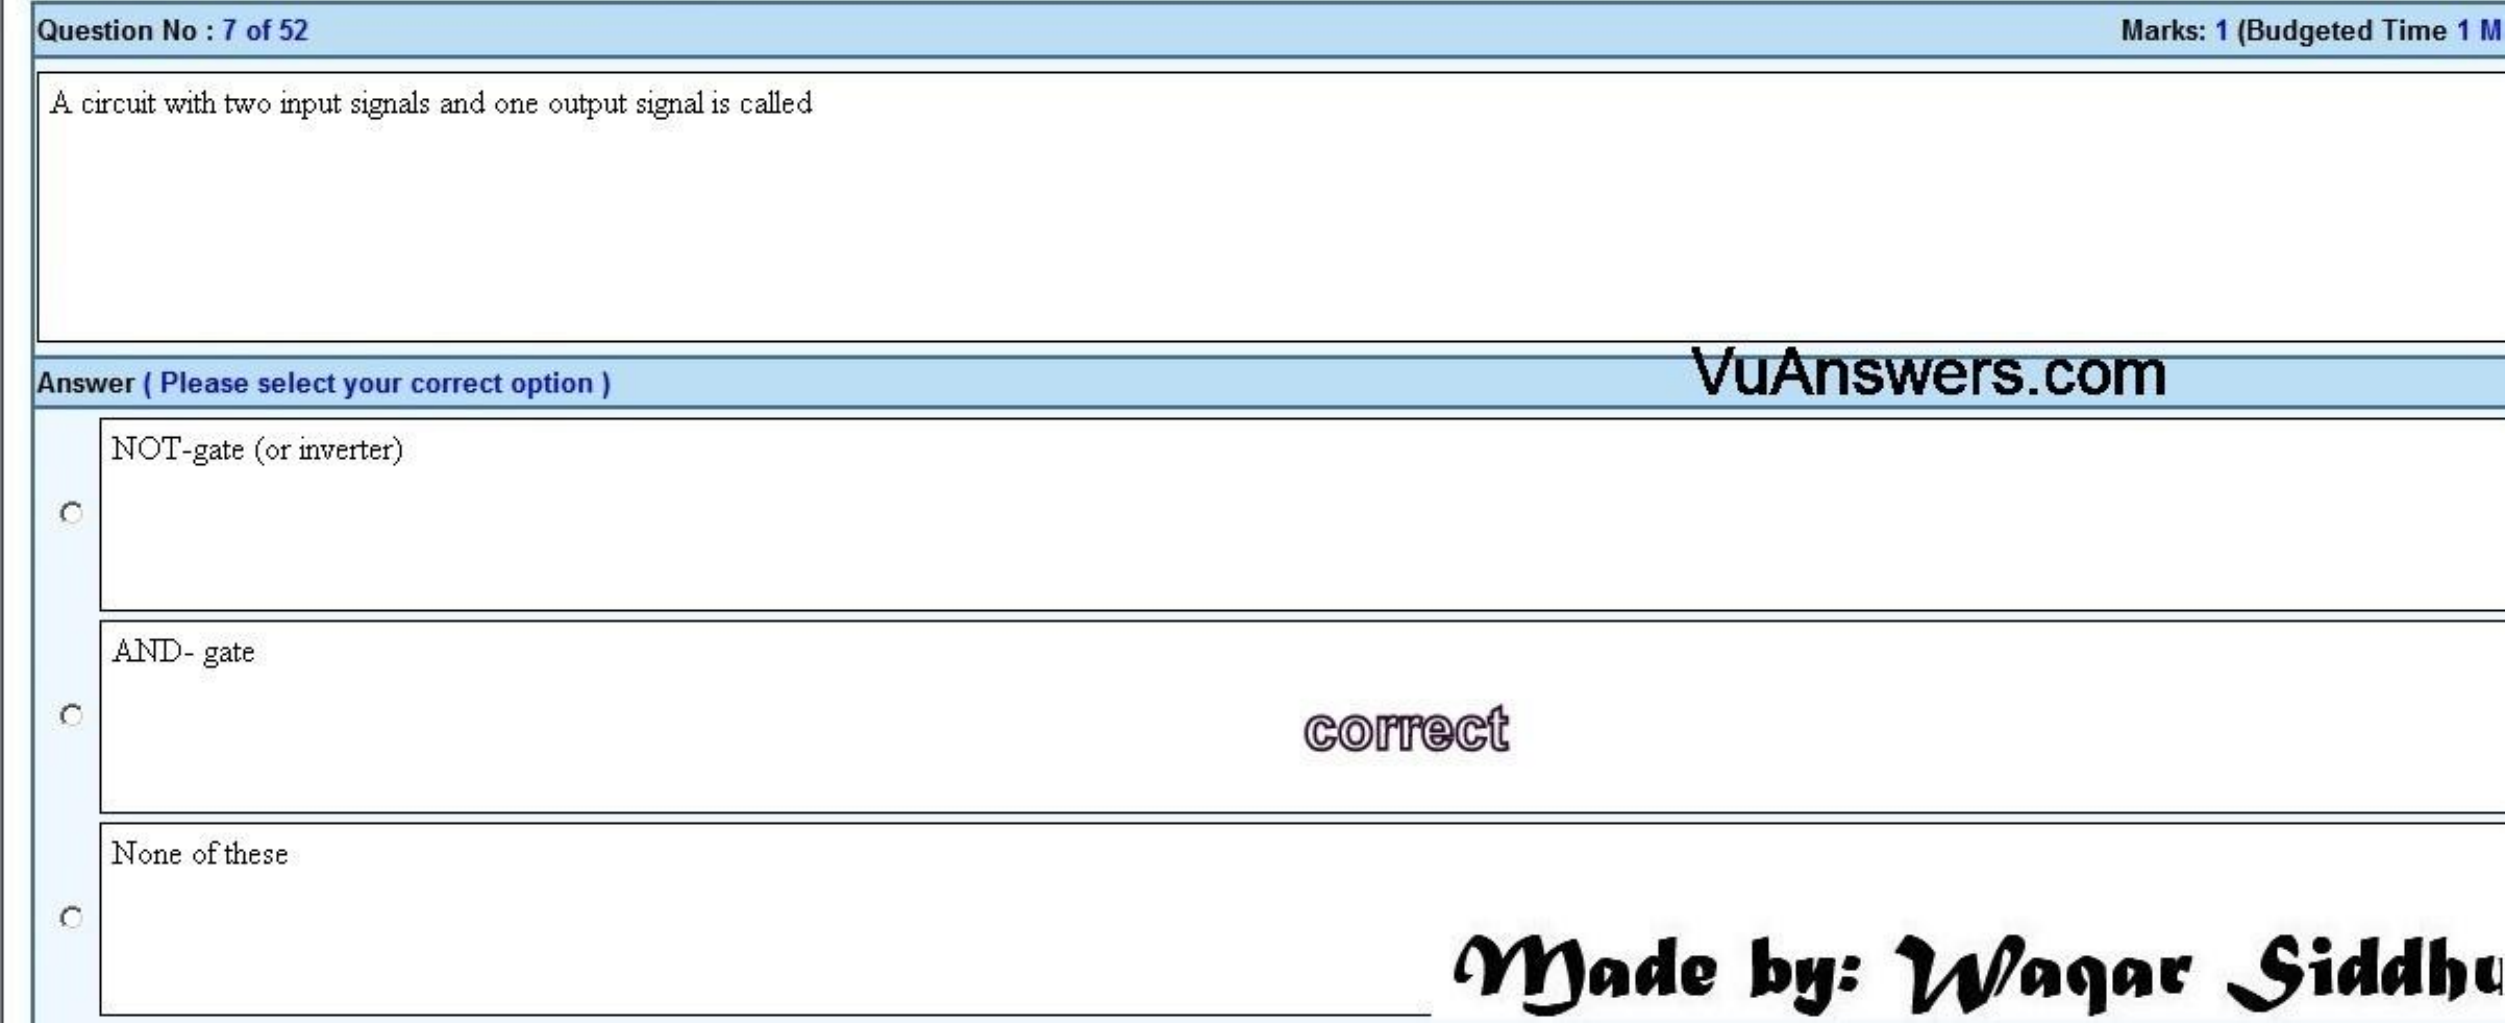 Question No : 7 of 52 Marks: 1 (Budgeted Time 1 M
A circuit with two input signals and one output signal is called
VuAnswers.com
Answer ( Please select your correct option )
NOT-gate (or inverter)
AND- gate
correct
None of these
Made by: Waqar Siddhu